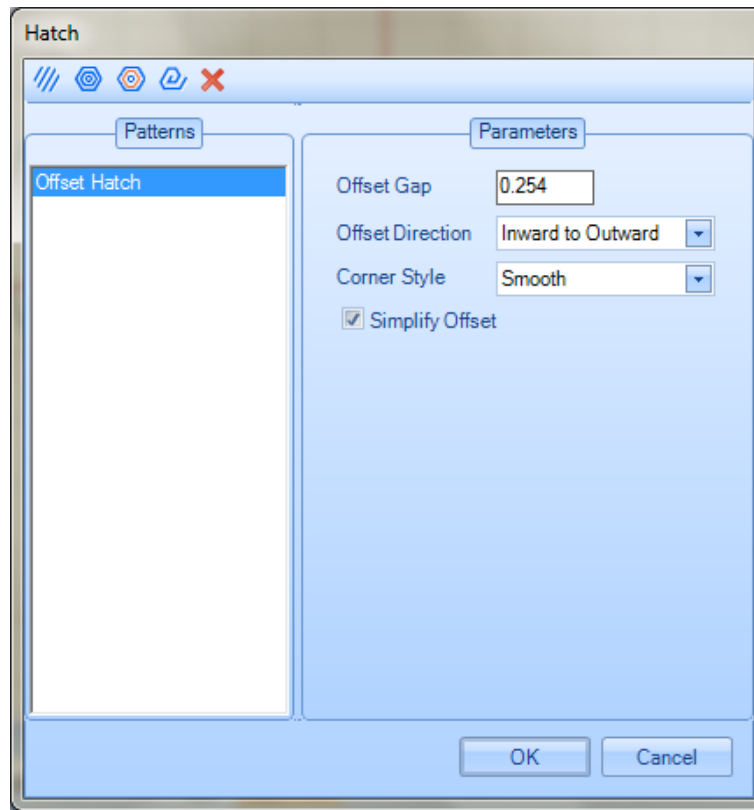 Hatch
Patterns
Parameters
Offset Hatch
Offset Gap
0.254
Offset Direction
Inward to Outward
Corner Style
Smooth
Simplify Offset
OK
Cancel